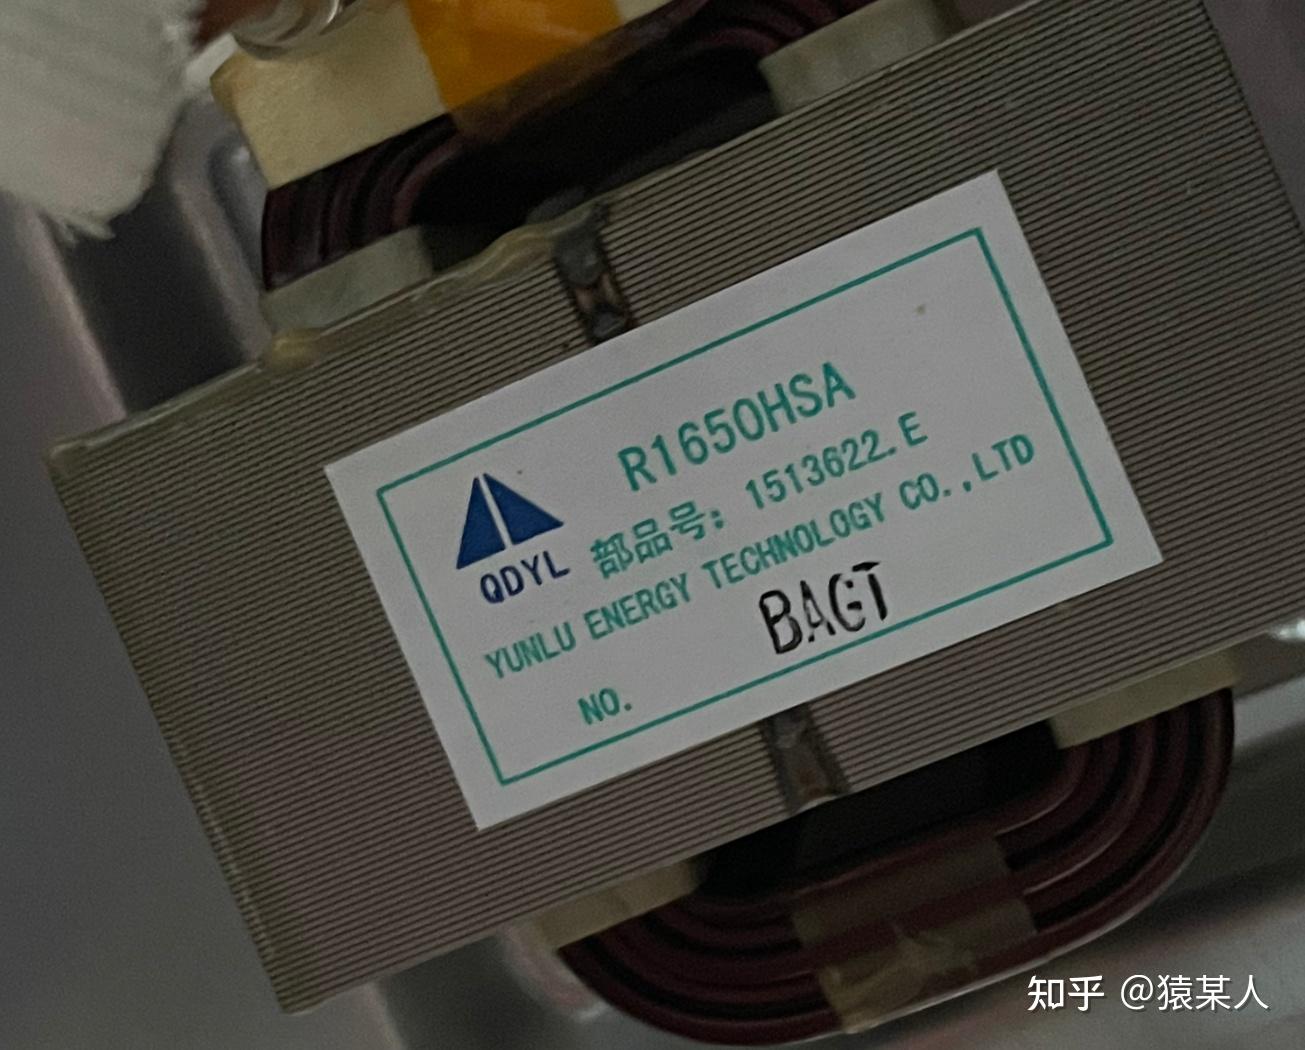 R1650HSA
部品号: 1513622.E
QDYL
YUNLU ENERGY TECHNOLOGY CO.,LTD
BAGT
NO.
知乎 @猿某人